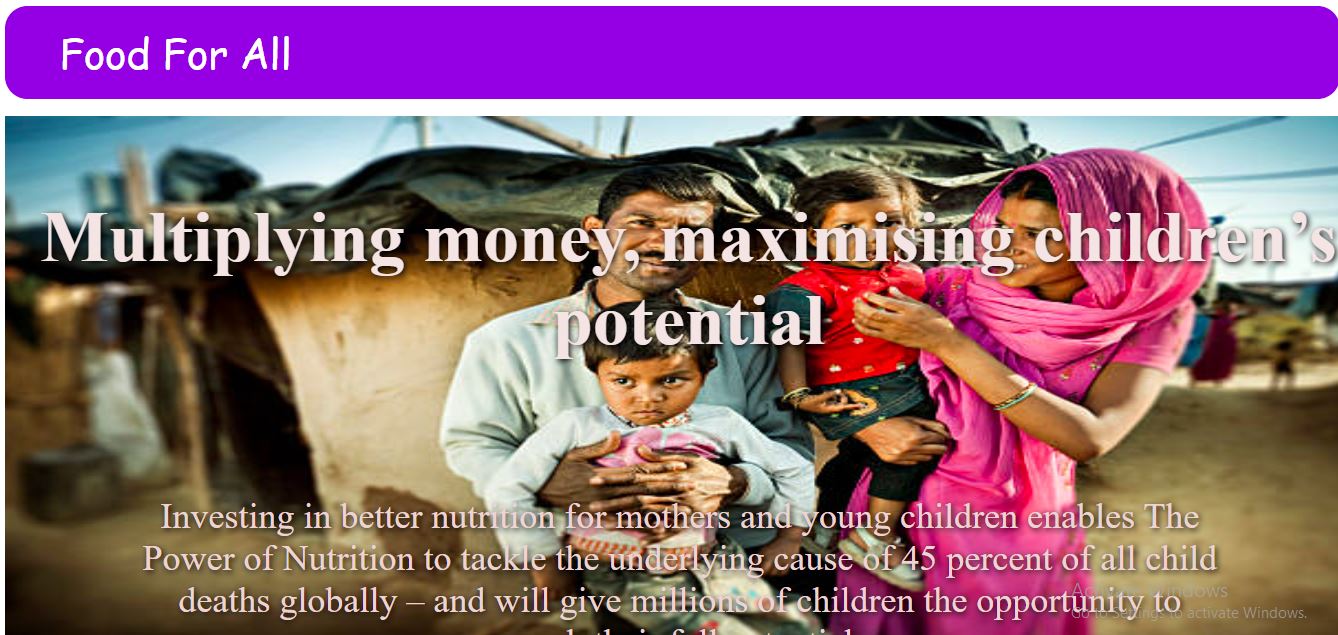 Food For All
Multiplying money, maximising children’s
potential
Investing in better nutrition for mothers and young children enables The
Power of Nutrition to tackle the underlying cause of 45 percent of all child
deaths globally – and will give millions of children the opportunity to
Activate Windows
Go to Settings to activate Windows.